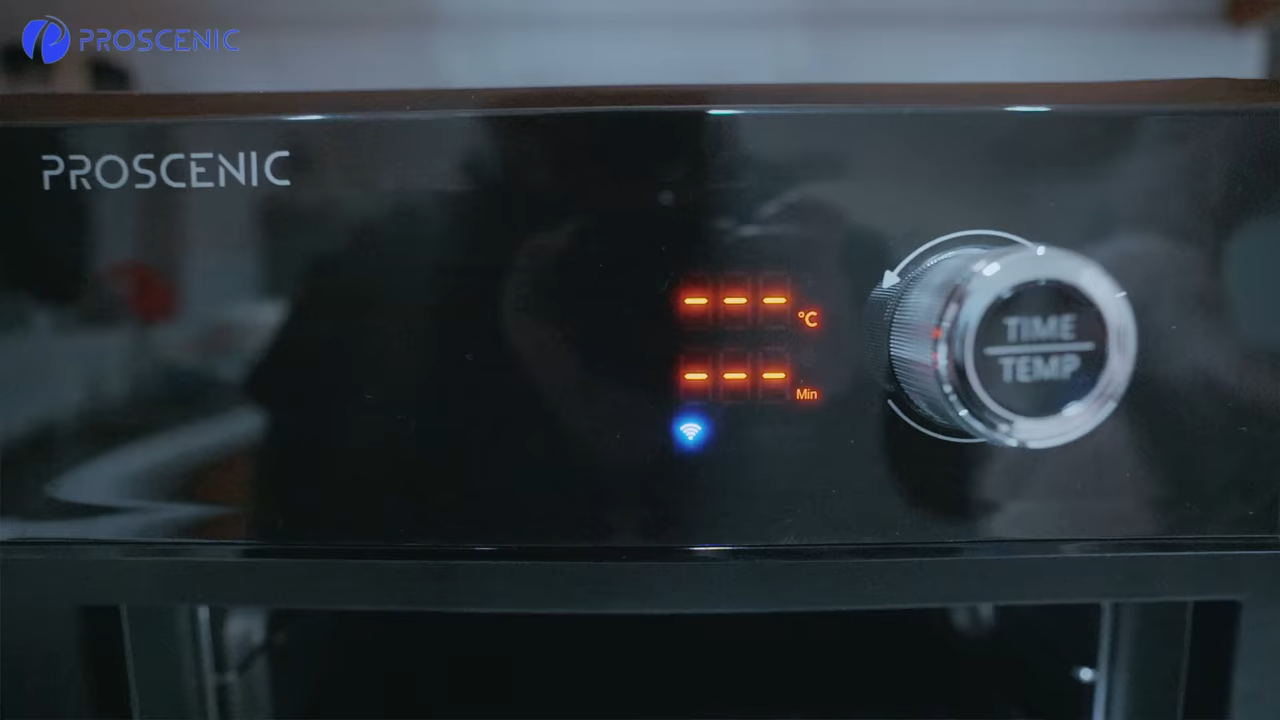 PROSCENIC
PROSCENIC
--- °C
--- Min
TIME
TEMP